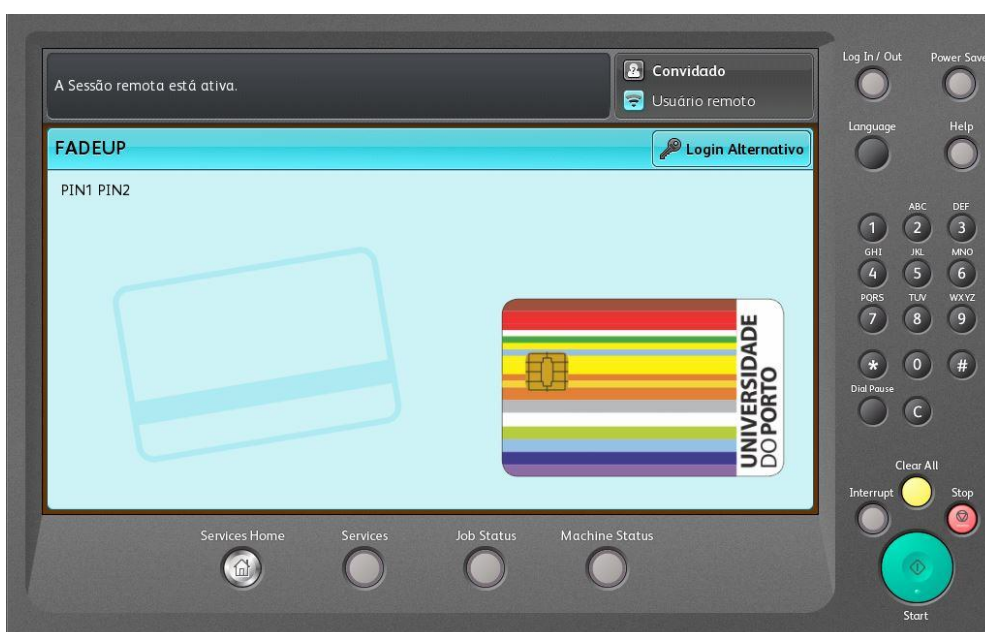 A Sessão remota está ativa.
Convidado
Usuário remoto
FADEUP
Login Alternativo
PIN1 PIN2
UNIVERSIDADE
DO PORTO
Services Home
Services
Job Status
Machine Status
Log In / Out
Power Save
Language
Help
ABC
DEF
1
2
3
GHI
JKL
MNO
4
5
6
PQRS
TUV
WXYZ
7
8
9
*
0
#
Dial Pause
C
Clear All
Interrupt
Stop
Start